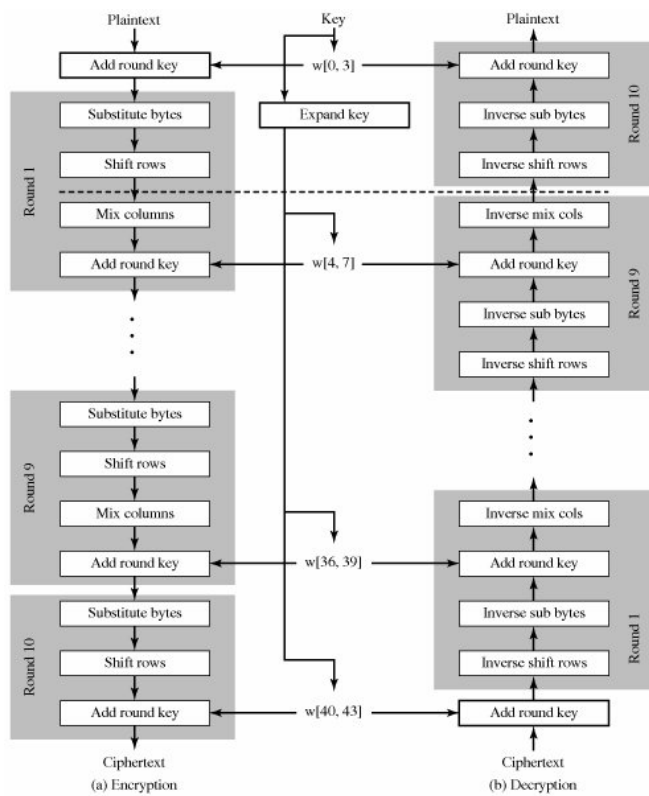 Plaintext
Add round key
Round 1
Substitute bytes
Shift rows
Mix columns
Add round key
Round 9
Substitute bytes
Shift rows
Mix columns
Add round key
Round 10
Substitute bytes
Shift rows
Add round key
Ciphertext
(a) Encryption
Key
w[0, 3]
Expand key
w[4, 7]
w[36, 39]
w[40, 43]
Plaintext
Add round key
Inverse sub bytes
Inverse shift rows
Round 10
Inverse mix cols
Add round key
Inverse sub bytes
Inverse shift rows
Round 9
Inverse mix cols
Add round key
Inverse sub bytes
Inverse shift rows
Round 1
Add round key
Ciphertext
(b) Decryption